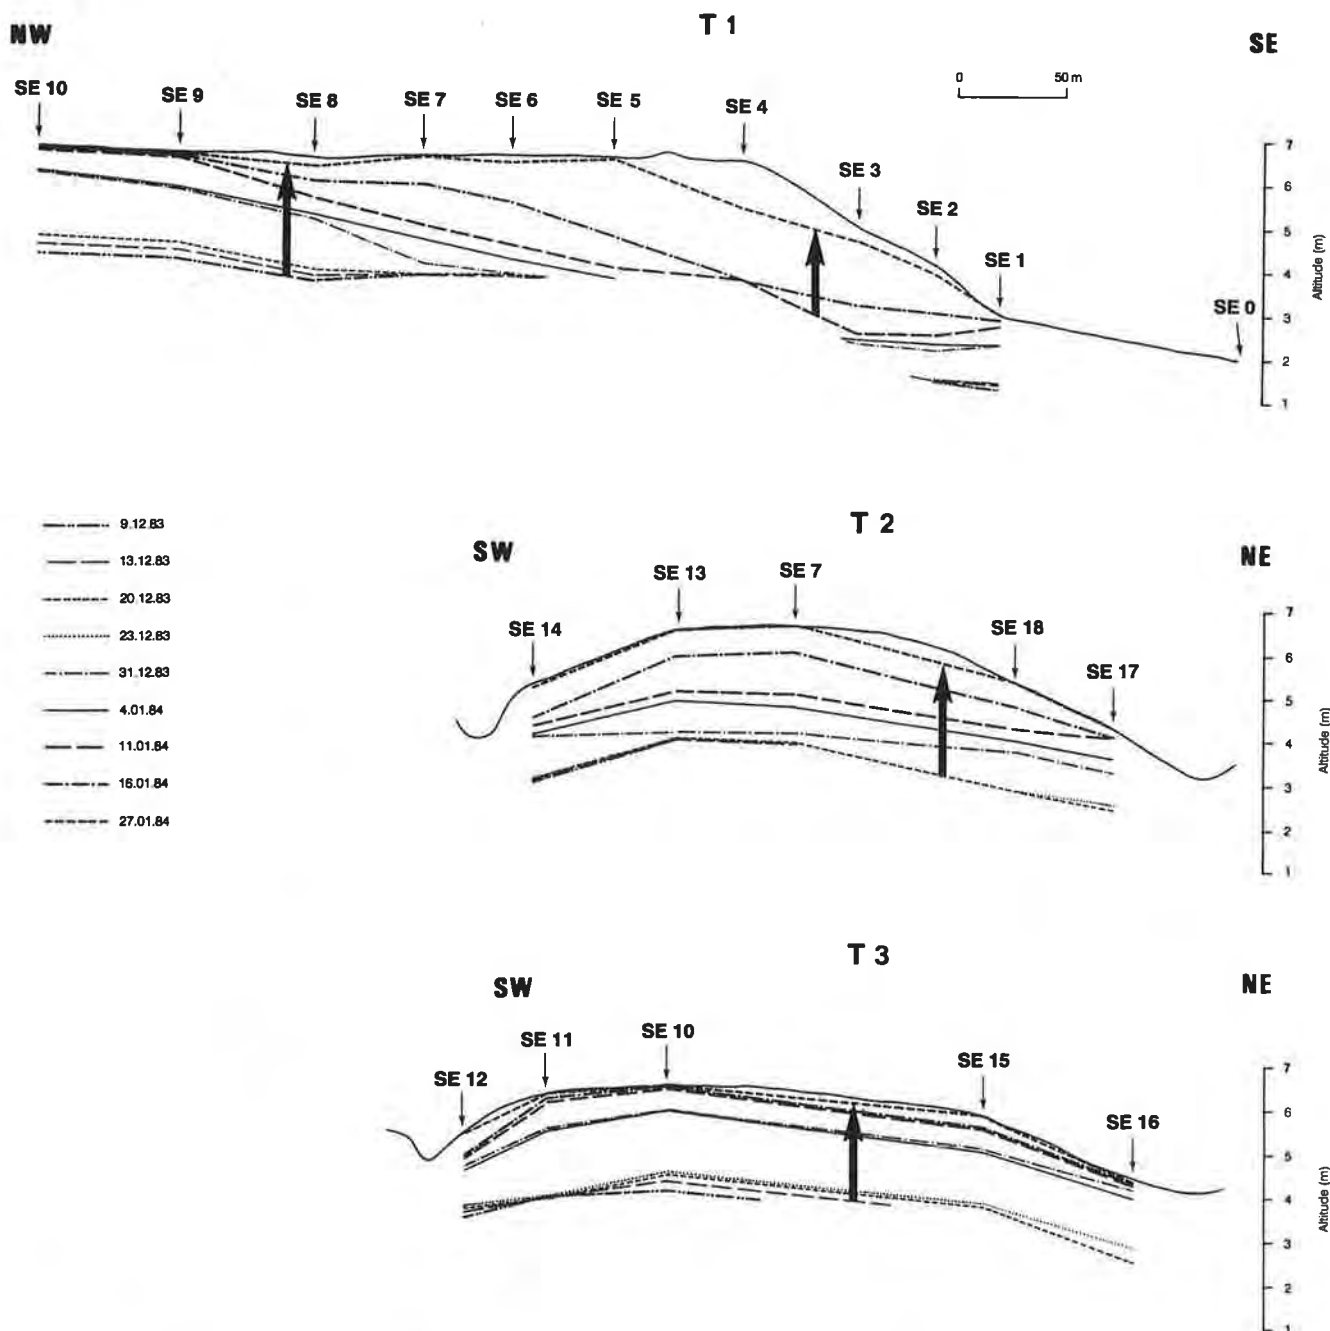 T 1
NW
SE
0 50 m
SE 10 SE 9 SE 8 SE 7 SE 6 SE 5 SE 4
SE 3
SE 2
SE 1
SE 0
7
6
5
4
3
2
1
Altitude (m)
9.12.83
13.12.83
20.12.83
23.12.83
31.12.83
4.01.84
11.01.84
16.01.84
27.01.84
T 2
SW
NE
SE 14 SE 13 SE 7 SE 18 SE 17
7
6
5
4
3
2
1
Altitude (m)
T 3
SW
NE
SE 12 SE 11 SE 10 SE 15 SE 16
7
6
5
4
3
2
1
Altitude (m)